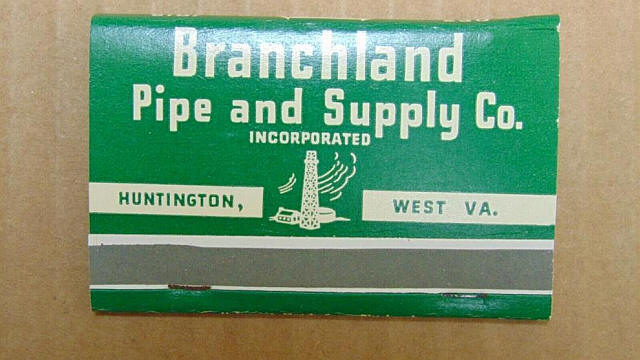 Branchland
Pipe and Supply Co.
INCORPORATED
HUNTINGTON,
WEST VA.